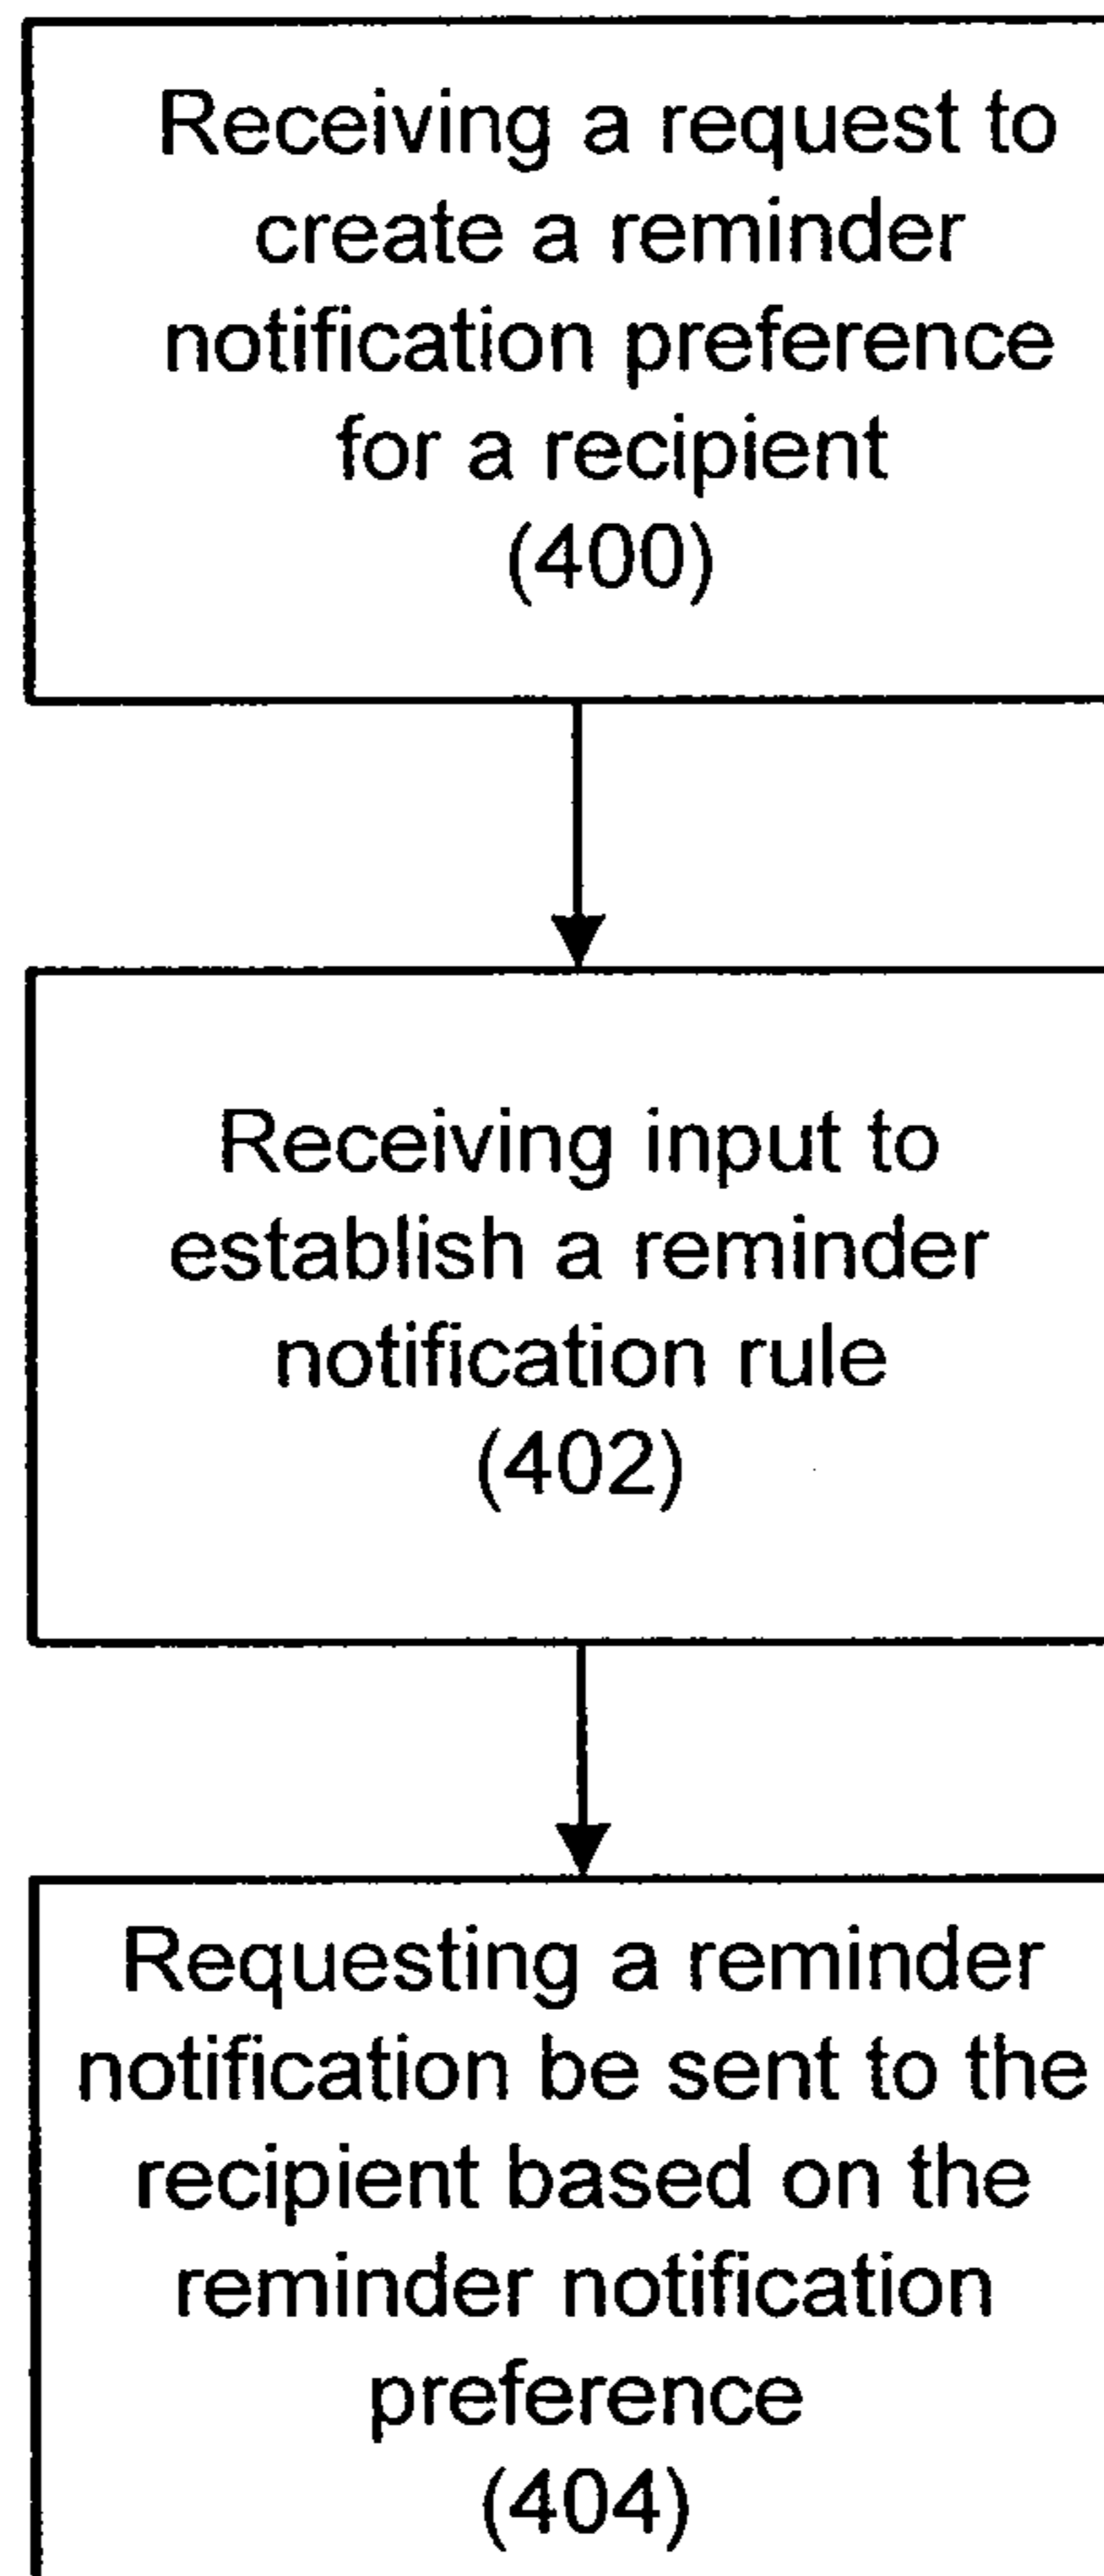 Receiving a request to
create a reminder
notification preference
for a recipient
(400)
Receiving input to
establish a reminder
notification rule
(402)
Requesting a reminder
notification be sent to the
recipient based on the
reminder notification
preference
(404)